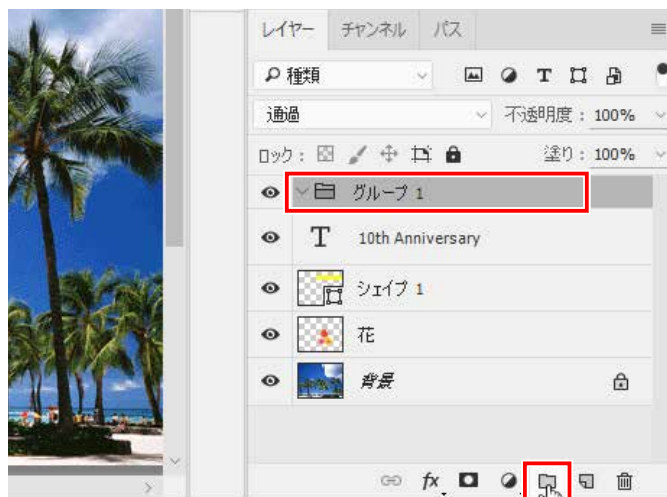 レイヤー チャンネル パス
種類 T
通過 不透明度： 100%
ロック： 塗り： 100%
グループ 1
T 10th Anniversary
シェイプ 1
花
背景
fx